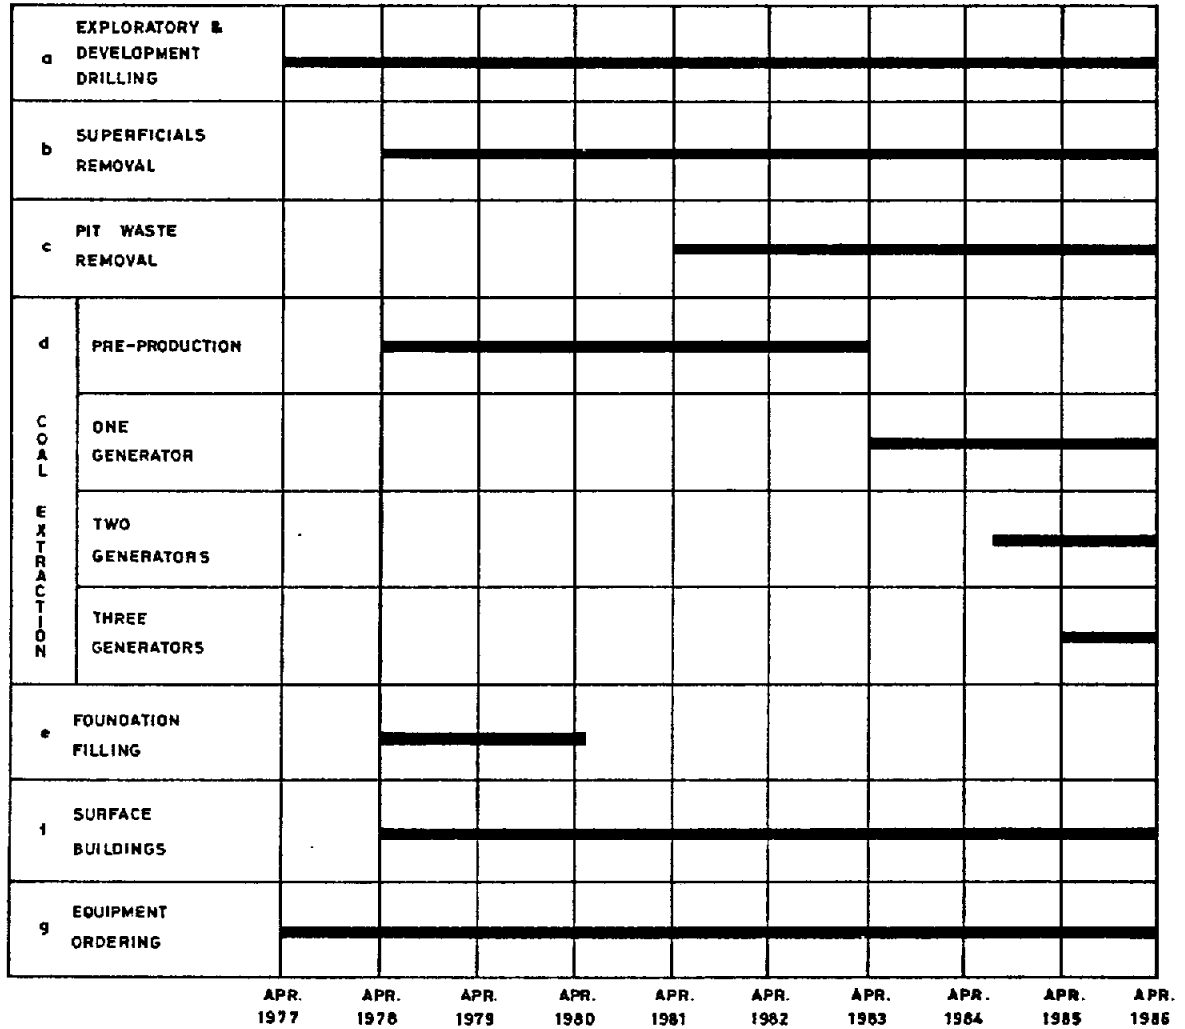 a
EXPLORATORY &
DEVELOPMENT
DRILLING
b
SUPERFICIALS
REMOVAL
c
PIT WASTE
REMOVAL
d
COAL EXTRACTION
PRE-PRODUCTION
ONE
GENERATOR
TWO
GENERATORS
THREE
GENERATORS
e
FOUNDATION
FILLING
f
SURFACE
BUILDINGS
g
EQUIPMENT
ORDERING
APR. APR. APR. APR. APR. APR. APR. APR. APR. APR.
1977 1978 1979 1980 1981 1982 1983 1984 1985 1986